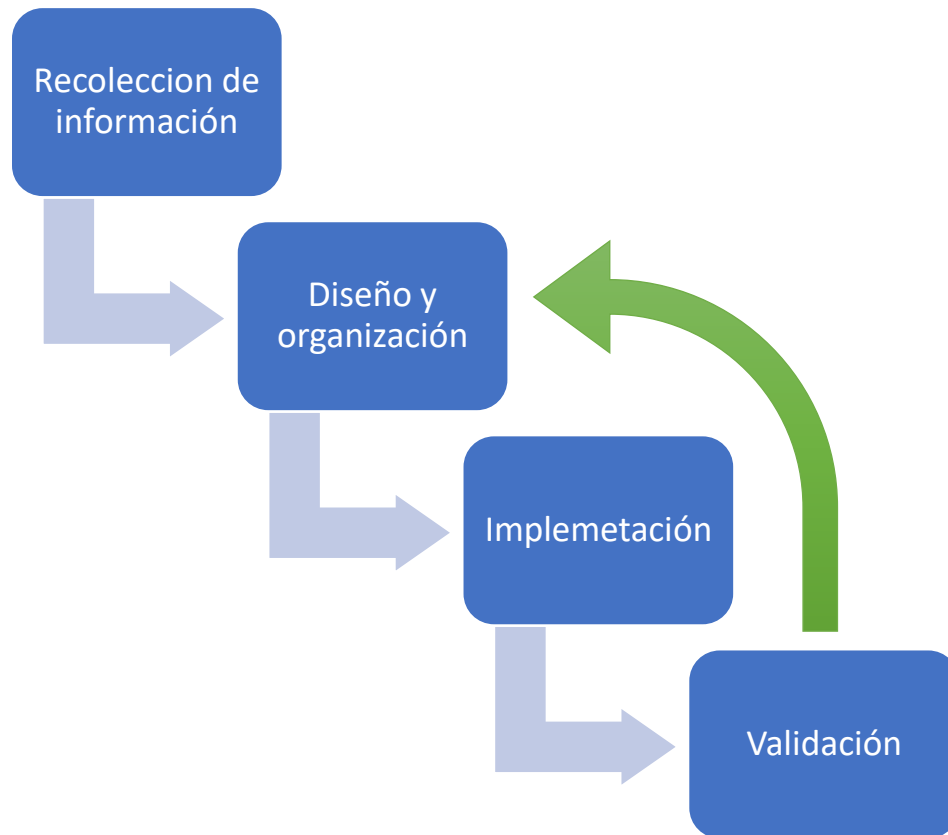 Recoleccion de
información
Diseño y
organización
Implemetación
Validación